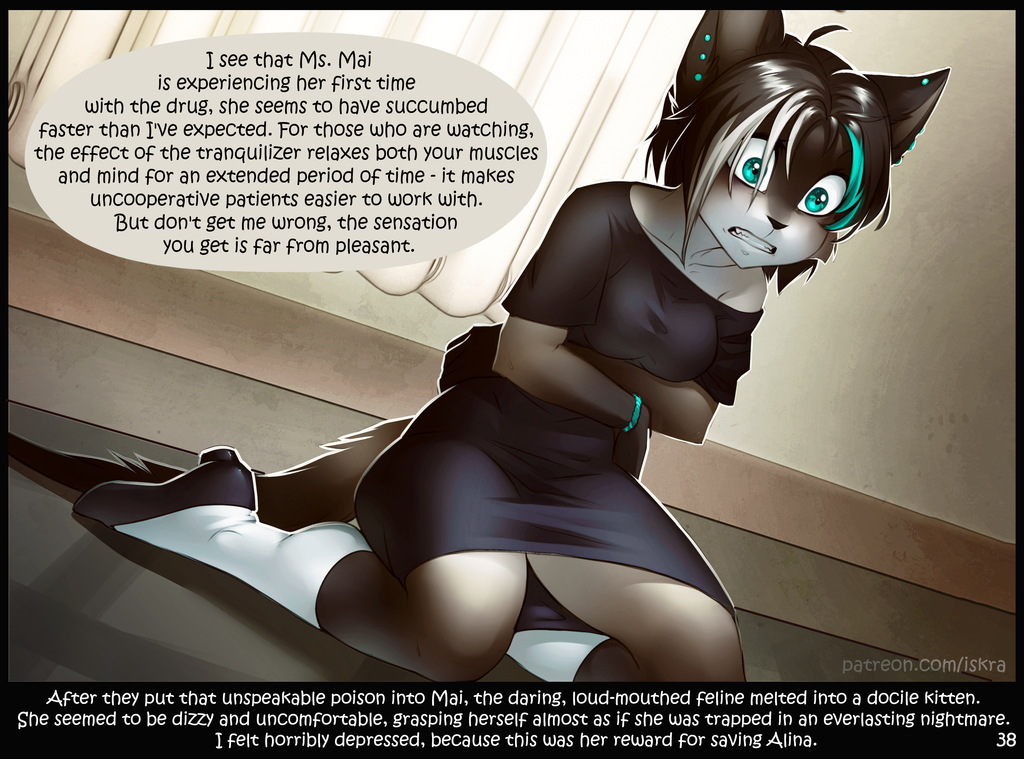 I see that Ms. Mai
is experiencing her first time
with the drug, she seems to have succumbed
faster than I've expected. For those who are watching,
the effect of the tranquilizer relaxes both your muscles
and mind for an extended period of time - it makes
uncooperative patients easier to work with.
But don't get me wrong, the sensation
you get is far from pleasant.
patreon.com/iskra
After they put that unspeakable poison into Mai, the daring, loud-mouthed feline melted into a docile kitten.
She seemed to be dizzy and uncomfortable, grasping herself almost as if she was trapped in an everlasting nightmare.
I felt horribly depressed, because this was her reward for saving Alina.
38